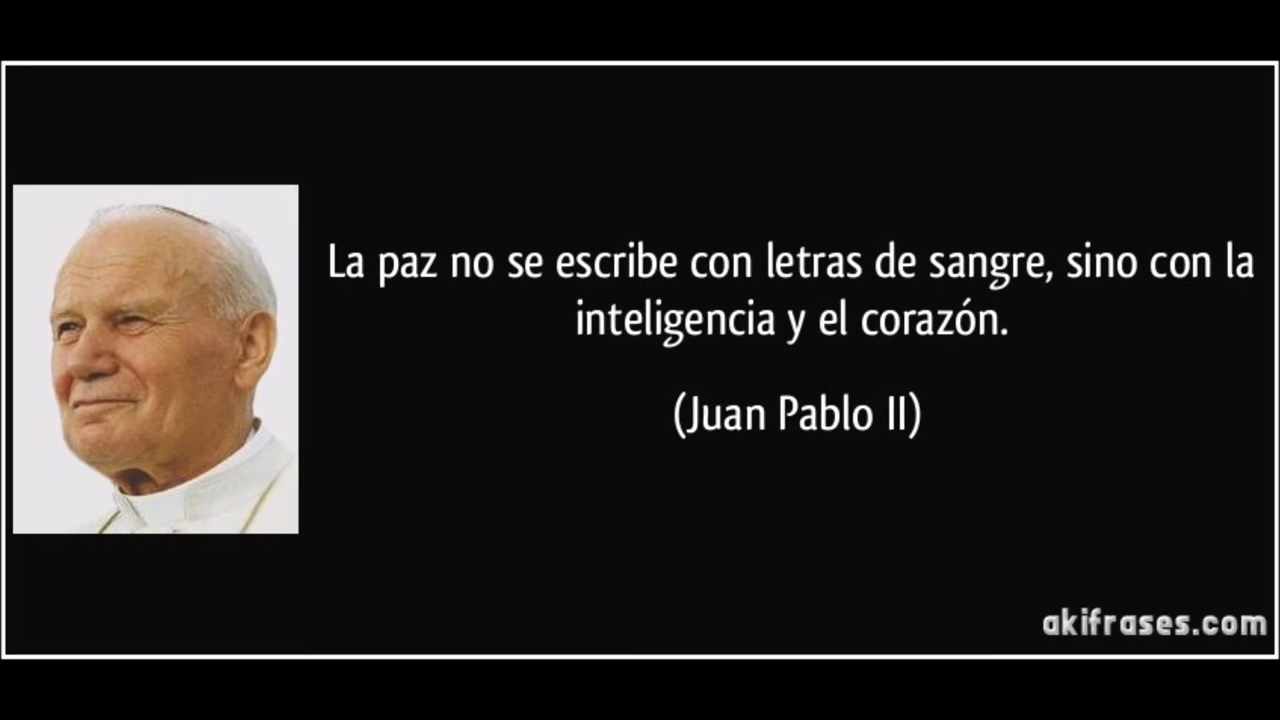 La paz no se escribe con letras de sangre, sino con la
inteligencia y el corazón.
(Juan Pablo II)
akifrases.com